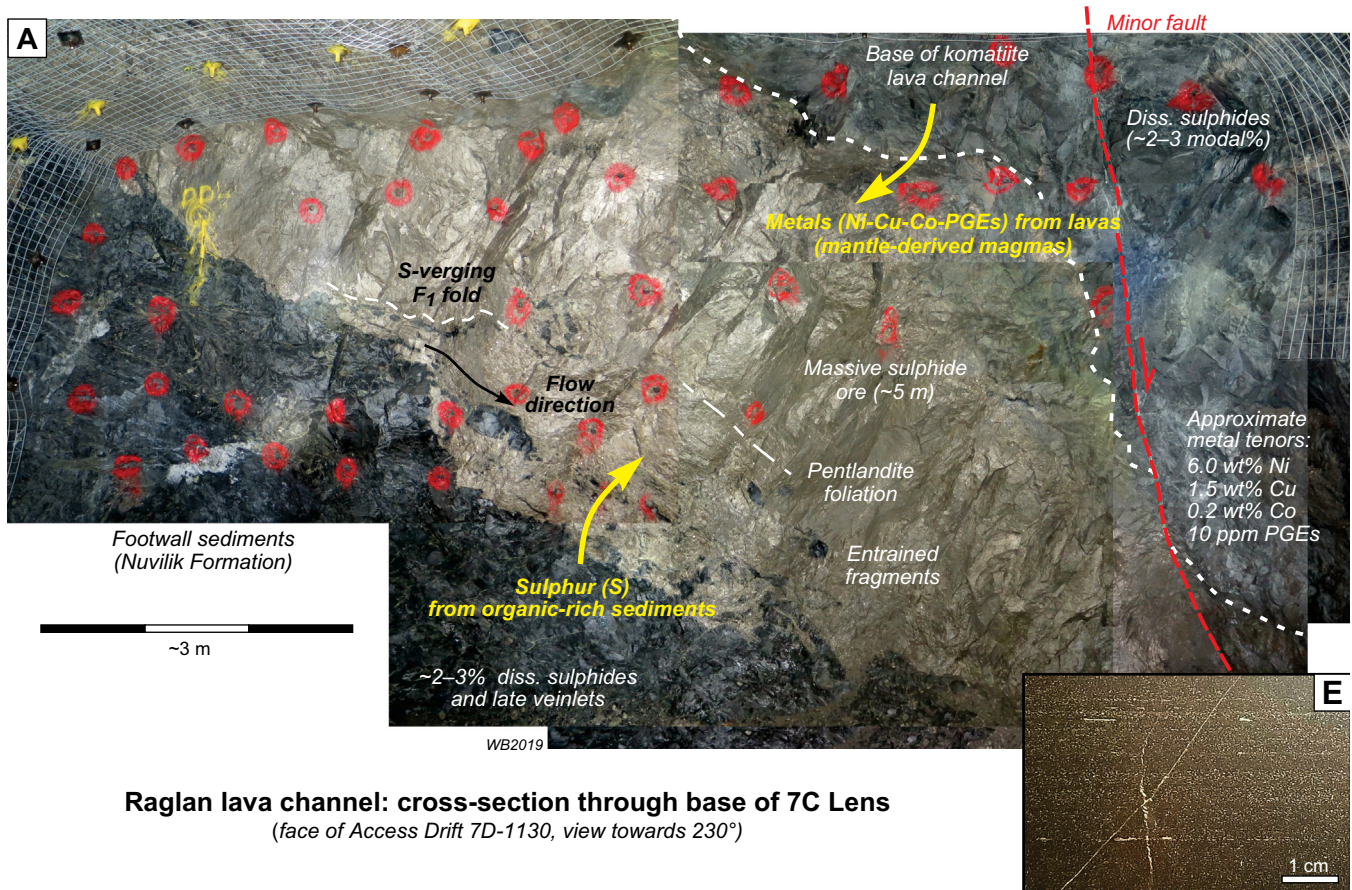 A
Minor fault
Base of komatiite
lava channel
Diss. sulphides
(~2–3 modal%)
Metals (Ni-Cu-Co-PGEs) from lavas
(mantle-derived magmas)
S-verging
F₁ fold
Flow
direction
Massive sulphide
ore (~5 m)
Pentlandite
foliation
Entrained
fragments
Approximate
metal tenors:
6.0 wt% Ni
1.5 wt% Cu
0.2 wt% Co
10 ppm PGEs
Footwall sediments
(Nuvilik Formation)
~3 m
Sulphur (S)
from organic-rich sediments
~2–3% diss. sulphides
and late veinlets
WB2019
Raglan lava channel: cross-section through base of 7C Lens
(face of Access Drift 7D-1130, view towards 230°)
E
1 cm